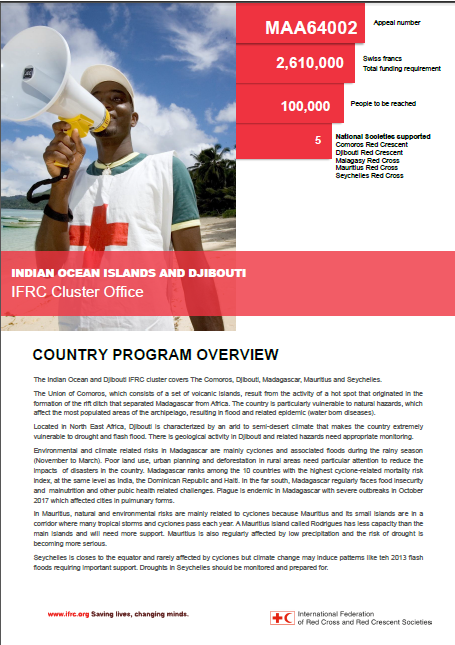 MAA64002
Appeal number
2,610,000
Swiss francs
Total funding requirement
100,000
People to be reached
5
National Societies supported
Comoros Red Crescent
Djibouti Red Crescent
Malagasy Red Cross
Mauritius Red Cross
Seychelles Red Cross
INDIAN OCEAN ISLANDS AND DJIBOUTI
IFRC Cluster Office
COUNTRY PROGRAM OVERVIEW
The Indian Ocean and Djibouti IFRC cluster covers The Comoros, Djibouti, Madagascar, Mauritius and Seychelles.
The Union of Comoros, which consists of a set of volcanic islands, result from the activity of a hot spot that originated in the
formation of the rift ditch that separated Madagascar from Africa. The country is particularly vulnerable to natural hazards, which
affect the most populated areas of the archipelago, resulting in flood and related epidemic (water born diseases).
Located in North East Africa, Djibouti is characterized by an arid to semi-desert climate that makes the country extremely
vulnerable to drought and flash flood. There is geological activity in Djibouti and related hazards need appropriate monitoring.
Environmental and climate related risks in Madagascar are mainly cyclones and associated floods during the rainy season
(November to March). Poor land use, urban planning and deforestation in rural areas need particular attention to reduce the
impacts of disasters in the country. Madagascar ranks among the 10 countries with the highest cyclone-related mortality risk
index, at the same level as India, the Dominican Republic and Haiti. In the far south, Madagascar regularly faces food insecurity
and malnutrition and other pubic health related challenges. Plague is endemic in Madagascar with severe outbreaks in October
2017 which affected cities in pulmonary forms.
In Mauritius, natural and environmental risks are mainly related to cyclones because Mauritius and its small islands are in a
corridor where many tropical storms and cyclones pass each year. A Mauritius island called Rodrigues has less capacity than the
main islands and will need more support. Mauritius is also regularly affected by low precipitation and the risk of drought is
becoming more serious.
Seychelles is closes to the equator and rarely affected by cyclones but climate change may induce patterns like teh 2013 flash
floods requiring important support. Droughts in Seychelles should be monitored and prepared for.
www.ifrc.org Saving lives, changing minds.
International Federation
of Red Cross and Red Crescent Societies